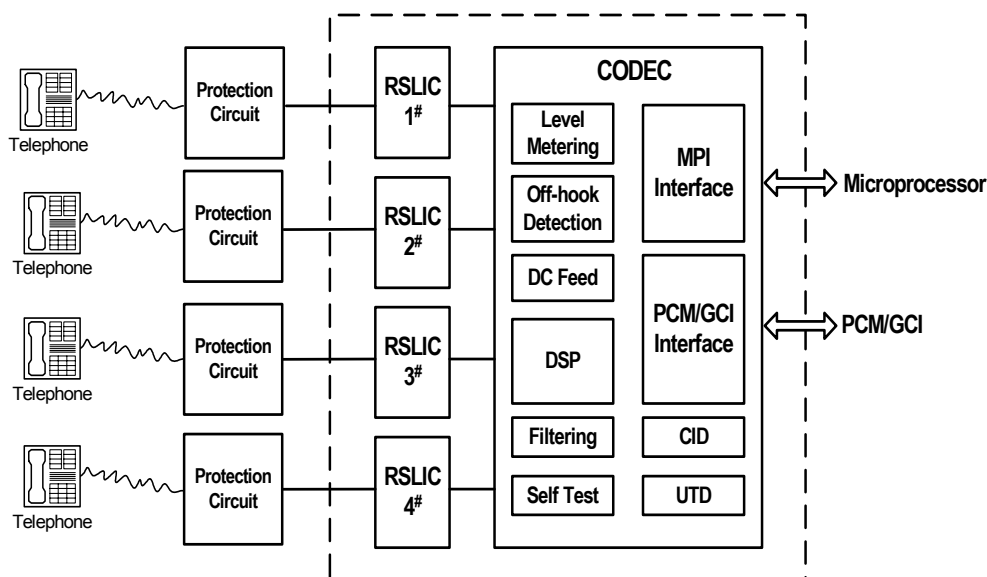 CODEC
Telephone
Protection
Circuit
RSLIC
1#
Level
Metering
MPI
Interface
Microprocessor
Telephone
Protection
Circuit
RSLIC
2#
Off-hook
Detection
DC Feed
Telephone
Protection
Circuit
RSLIC
3#
DSP
PCM/GCI
Interface
PCM/GCI
Telephone
Protection
Circuit
RSLIC
4#
Filtering
CID
Self Test
UTD